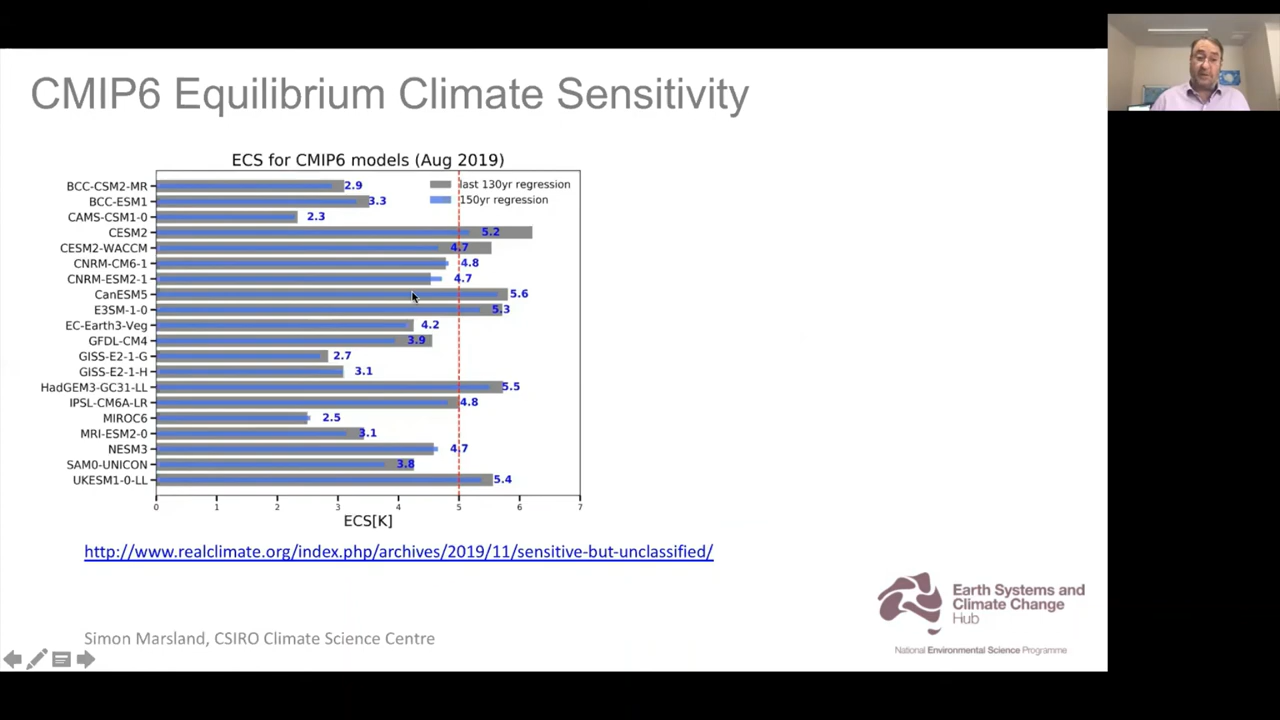 CMIP6 Equilibrium Climate Sensitivity
ECS for CMIP6 models (Aug 2019)
last 130yr regression
150yr regression
BCC-CSM2-MR 2.9
BCC-ESM1 3.3
CAMS-CSM1-0 2.3
CESM2 5.2
CESM2-WACCM 4.7
CNRM-CM6-1 4.8
CNRM-ESM2-1 4.7
CanESM5 5.6
E3SM-1-0 5.3
EC-Earth3-Veg 4.2
GFDL-CM4 3.9
GISS-E2-1-G 2.7
GISS-E2-1-H 3.1
HadGEM3-GC31-LL 5.5
IPSL-CM6A-LR 4.8
MIROC6 2.5
MRI-ESM2-0 3.1
NESM3 4.7
SAM0-UNICON 3.8
UKESM1-0-LL 5.4
0 1 2 3 4 5 6 7
ECS[K]
http://www.realclimate.org/index.php/archives/2019/11/sensitive-but-unclassified/
Earth Systems and
Climate Change
Hub
National Environmental Science Programme
Simon Marsland, CSIRO Climate Science Centre